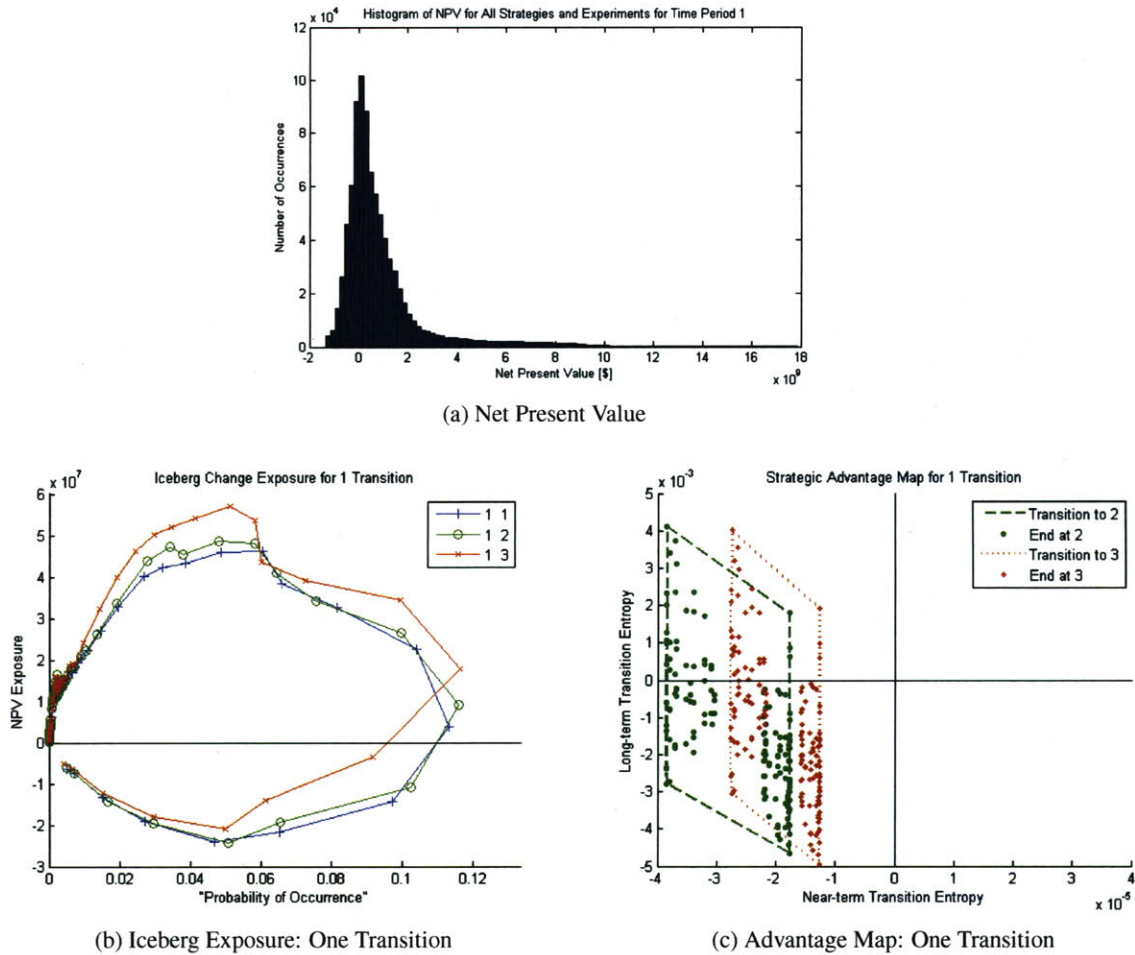 Histogram of NPV for All Strategies and Experiments for Time Period 1
x 10^4
12
10
8
6
4
2
0
Number of Occurrences
-2 0 2 4 6 8 10 12 14 16 18
Net Present Value [$]
x 10^9
(a) Net Present Value
Iceberg Change Exposure for 1 Transition
x 10^7
6
5
4
3
2
1
0
-1
-2
-3
NPV Exposure
1 1
1 2
1 3
0 0.02 0.04 0.06 0.08 0.1 0.12
"Probability of Occurrence"
(b) Iceberg Exposure: One Transition
Strategic Advantage Map for 1 Transition
x 10^-3
5
4
3
2
1
0
-1
-2
-3
-4
-5
Long-term Transition Entropy
Transition to 2
End at 2
Transition to 3
End at 3
-4 -3 -2 -1 0 1 2 3 4
Near-term Transition Entropy
x 10^-5
(c) Advantage Map: One Transition